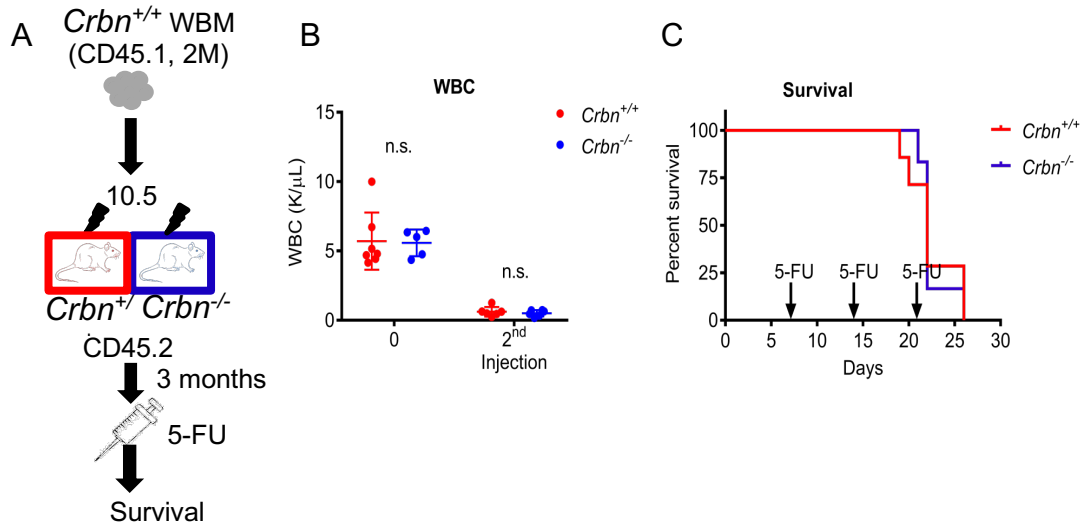 A
Crbn+/+ WBM
(CD45.1, 2M)
10.5
Crbn+/
Crbn-/-
CD45.2
3 months
5-FU
Survival
B
WBC
Crbn+/+
Crbn-/-
n.s.
n.s.
WBC (K/μL)
15
10
5
0
0
2nd
Injection
C
Survival
Crbn+/+
Crbn-/-
Percent survival
100
75
50
25
0
5-FU
5-FU
5-FU
0 5 10 15 20 25 30
Days